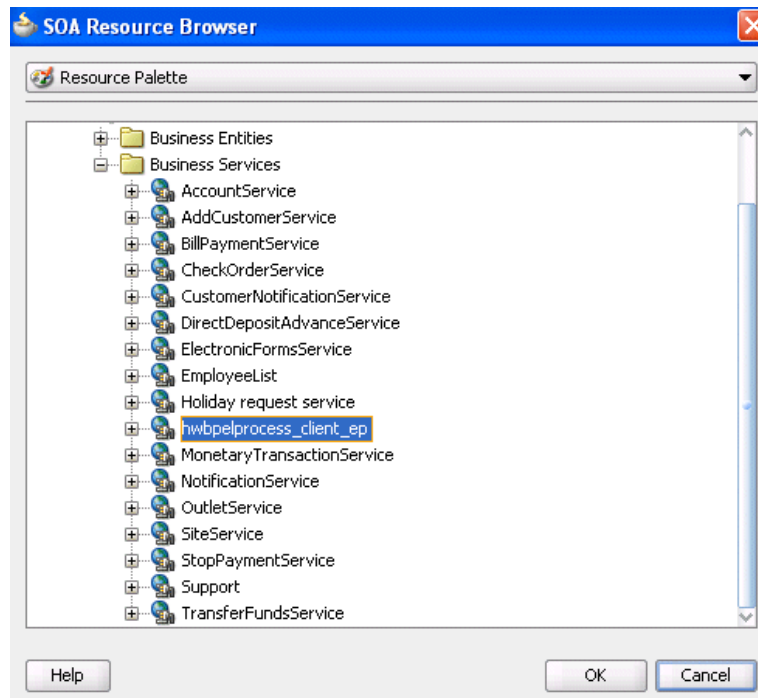 SOA Resource Browser
Resource Palette
Business Entities
Business Services
AccountService
AddCustomerService
BillPaymentService
CheckOrderService
CustomerNotificationService
DirectDepositAdvanceService
ElectronicFormsService
EmployeeList
Holiday request service
hwbpelprocess_client_ep
MonetaryTransactionService
NotificationService
OutletService
SiteService
StopPaymentService
Support
TransferFundsService
Help OK Cancel